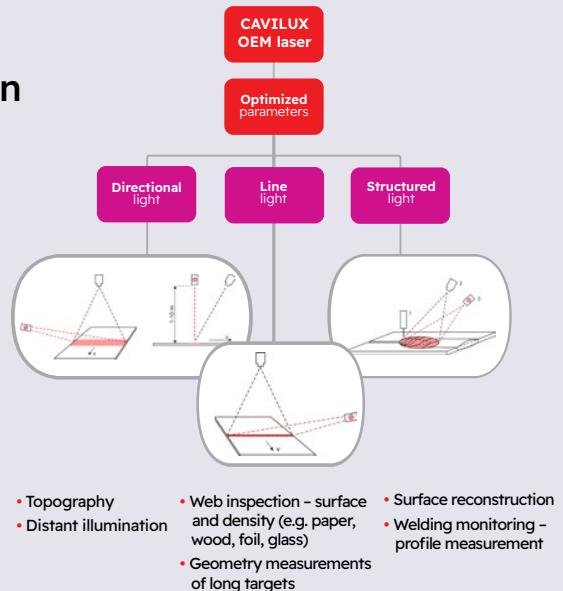 CAVILUX
OEM laser
n
Optimized
parameters
Directional
light
Line
light
Structured
light
• Topography
• Distant illumination
• Web inspection – surface
and density (e.g. paper,
wood, foil, glass)
• Geometry measurements
of long targets
• Surface reconstruction
• Welding monitoring –
profile measurement